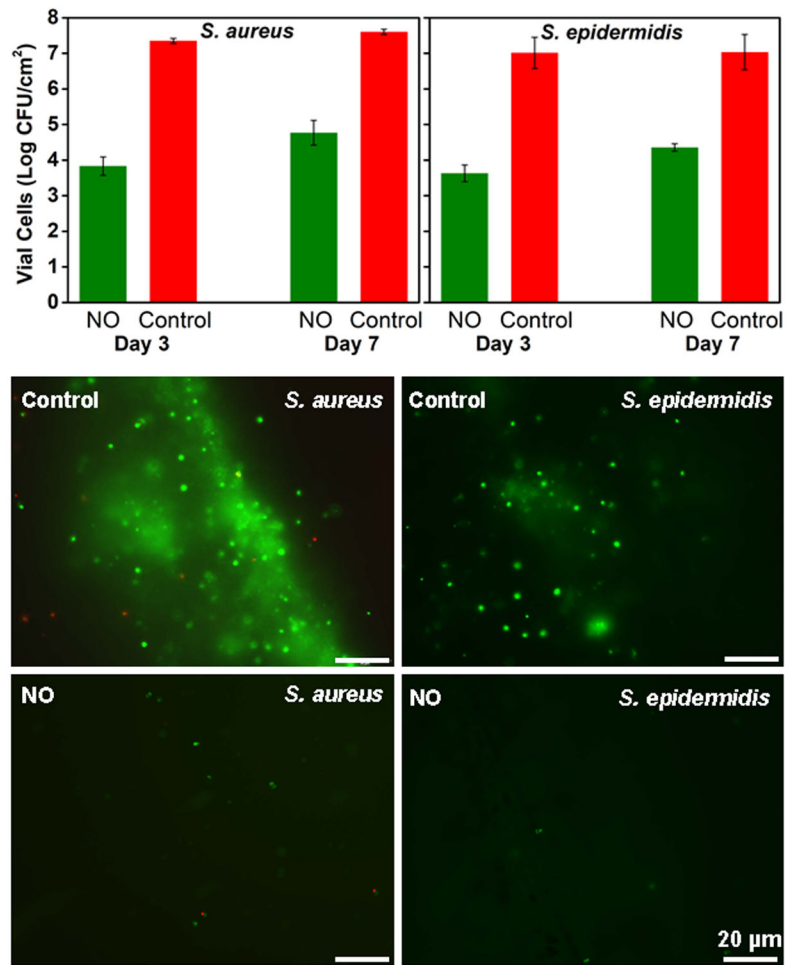 Vial Cells (Log CFU/cm²)
8
7
6
5
4
3
2
1
0
S. aureus
S. epidermidis
NO Control NO Control NO Control NO Control
Day 3 Day 7 Day 3 Day 7
Control S. aureus
Control S. epidermidis
NO S. aureus
NO S. epidermidis
20 µm